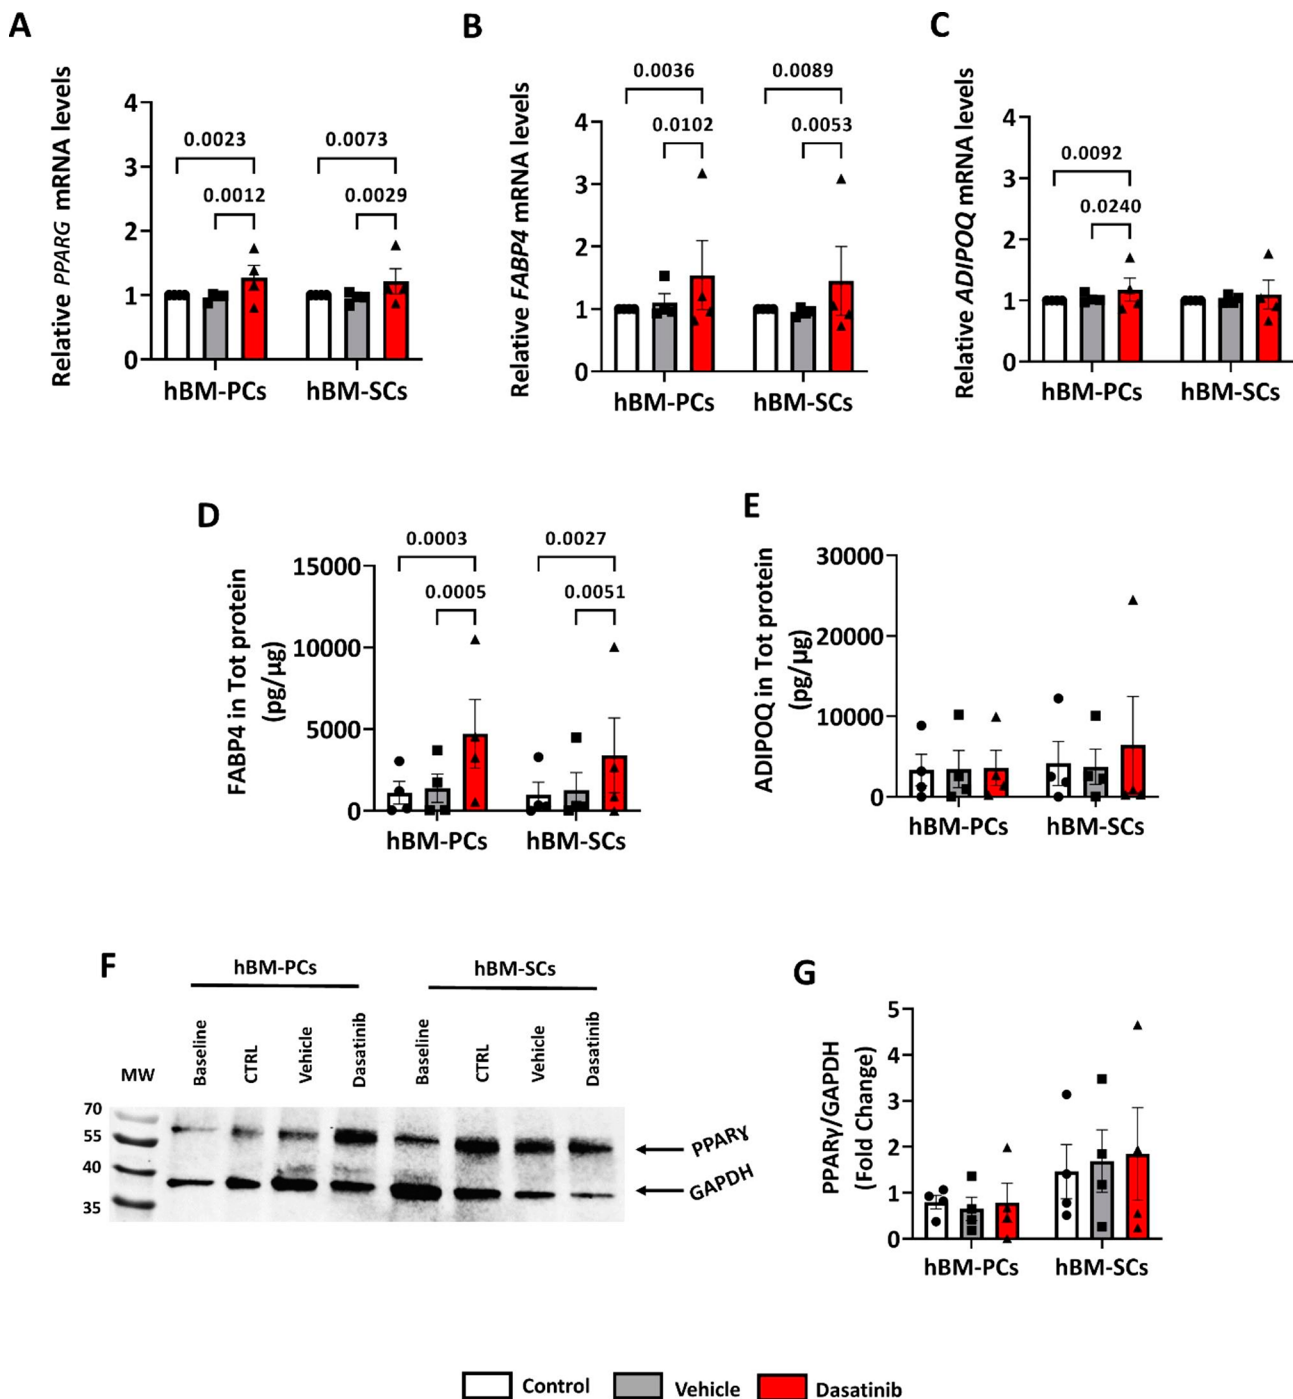 A
B
C
Relative PPARG mRNA levels
4
3
2
1
0
0.0023
0.0073
0.0012
0.0029
hBM-PCs
hBM-SCs
Relative FABP4 mRNA levels
4
3
2
1
0
0.0036
0.0089
0.0102
0.0053
hBM-PCs
hBM-SCs
Relative ADIPOQ mRNA levels
4
3
2
1
0
0.0092
0.0240
hBM-PCs
hBM-SCs
D
FABP4 in Tot protein
(pg/μg)
15000
10000
5000
0
0.0003
0.0027
0.0005
0.0051
hBM-PCs
hBM-SCs
E
ADIPOQ in Tot protein
(pg/μg)
30000
20000
10000
0
hBM-PCs
hBM-SCs
F
hBM-PCs
hBM-SCs
MW
Baseline
CTRL
Vehicle
Dasatinib
Baseline
CTRL
Vehicle
Dasatinib
70
55
40
35
PPARγ
GAPDH
G
PPARγ/GAPDH
(Fold Change)
5
4
3
2
1
0
hBM-PCs
hBM-SCs
Control
Vehicle
Dasatinib